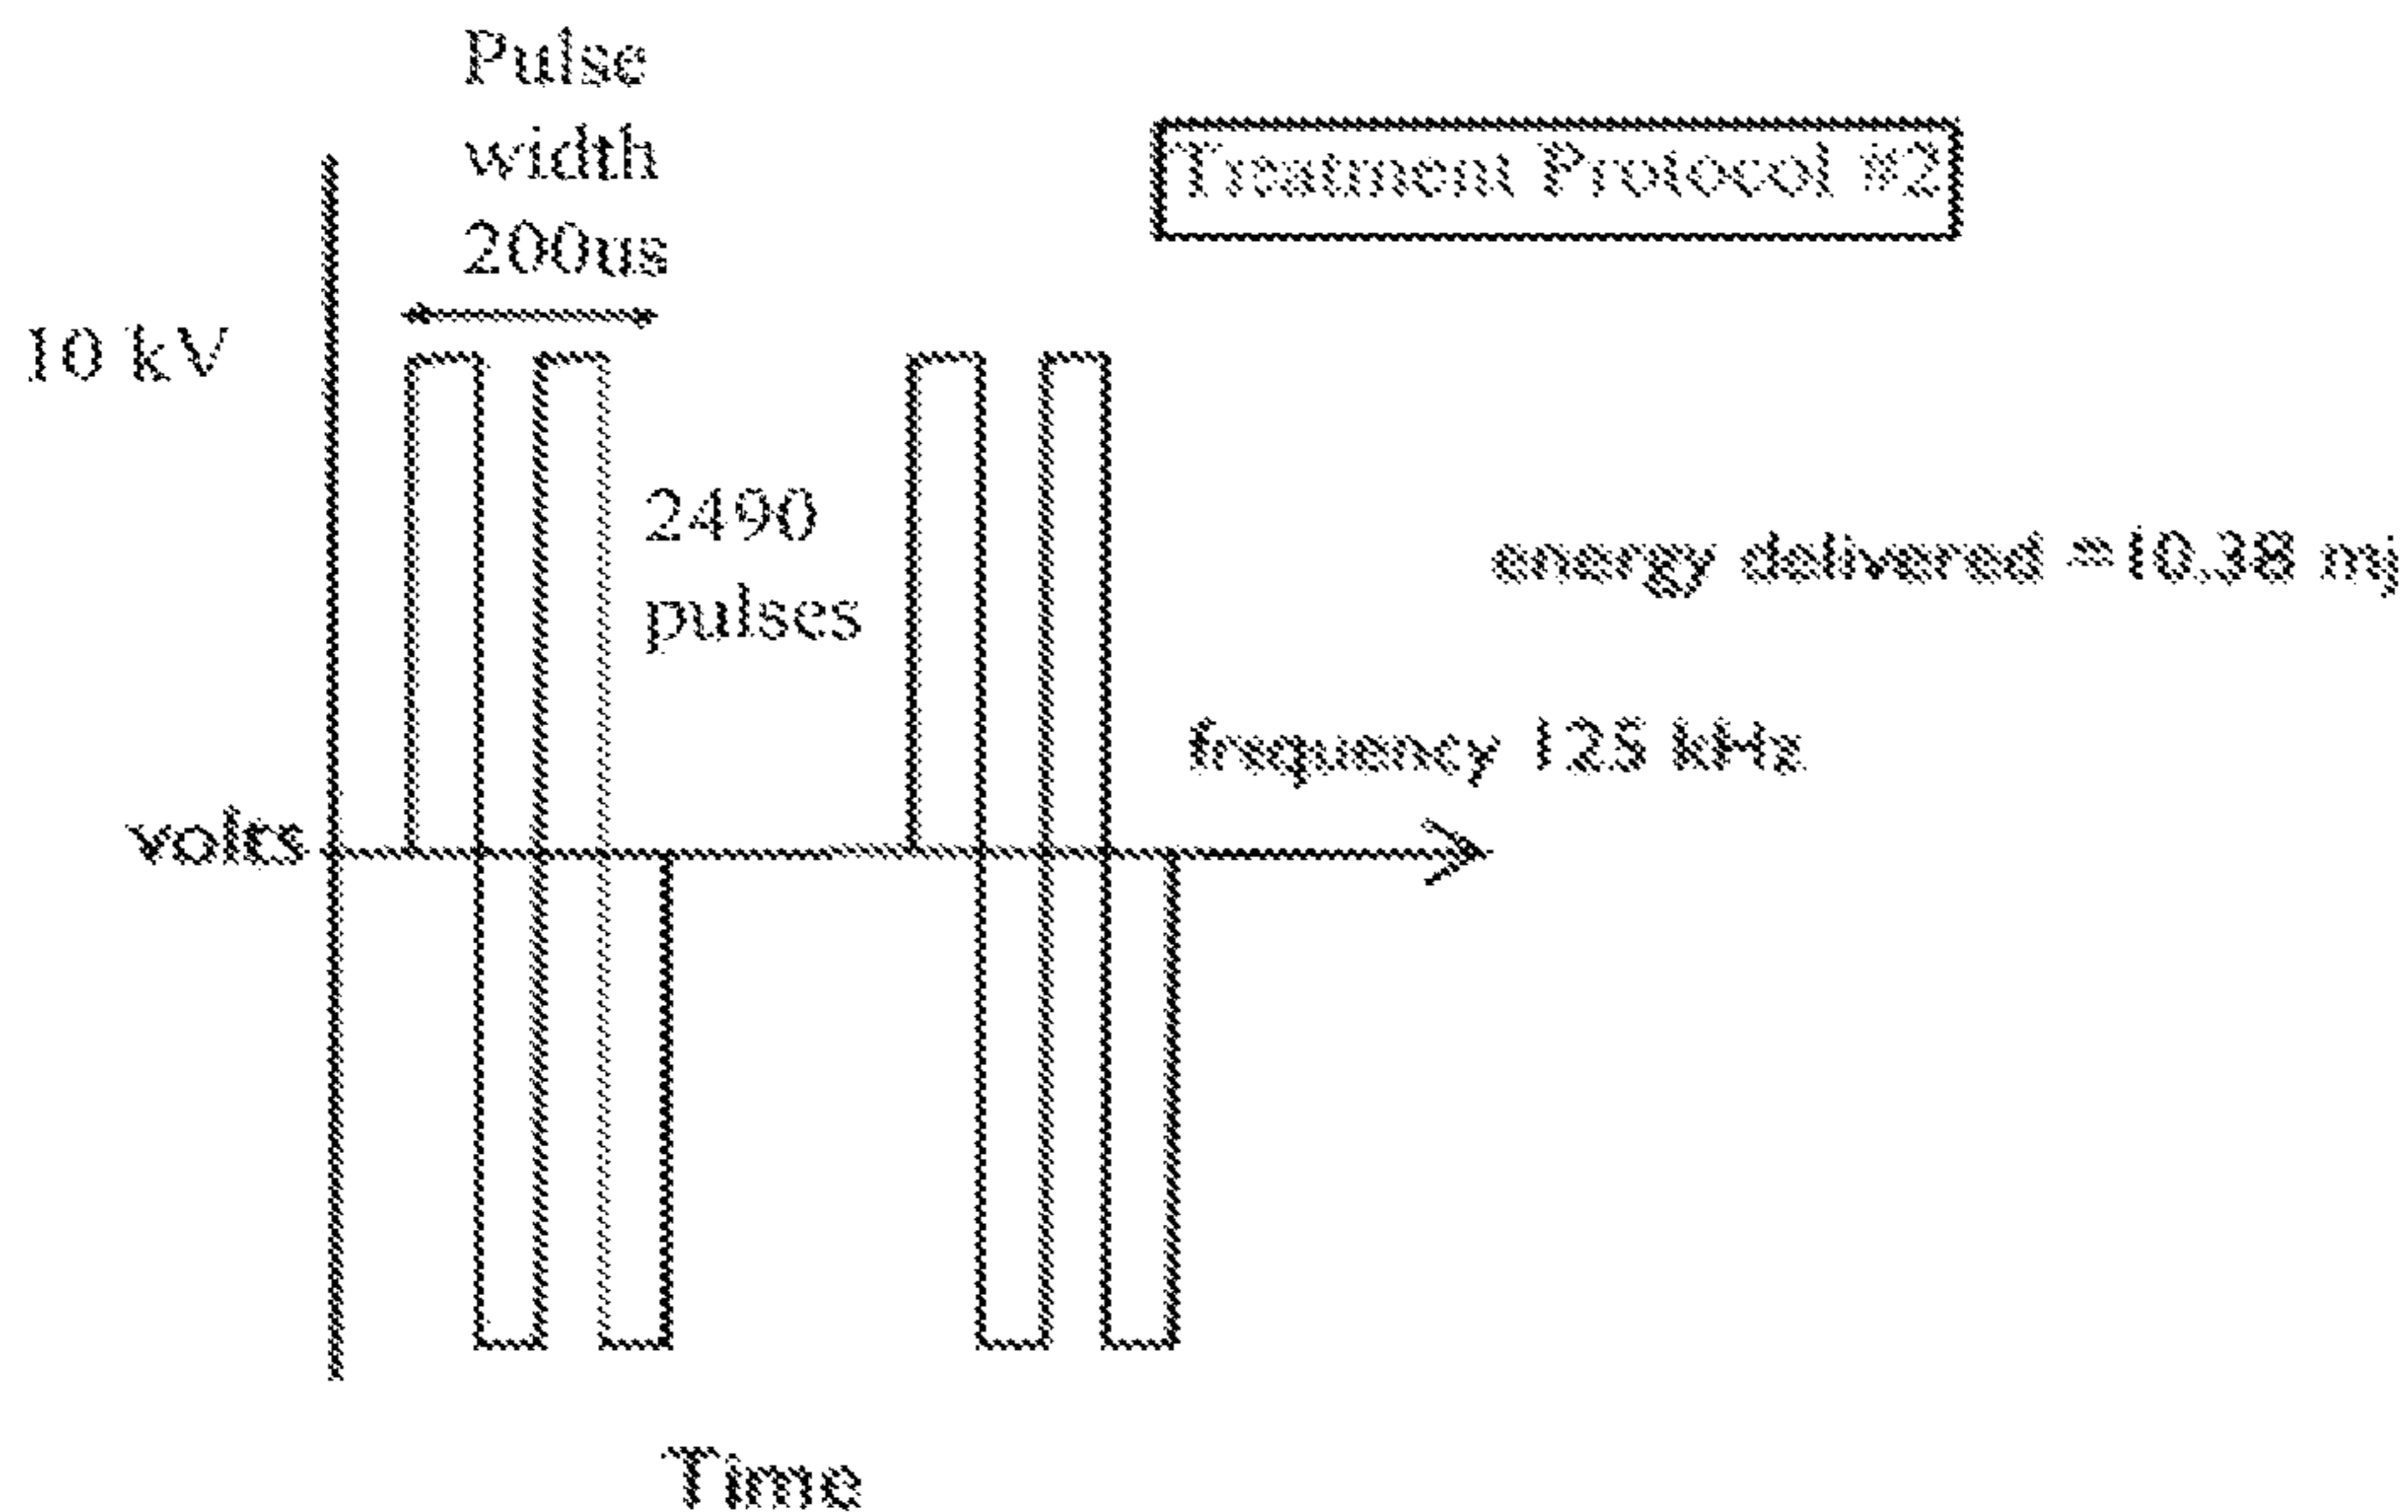 Pulse
width
200us
Treatment Protocol #2
10 kV
2490
pulses
energy delivered =10.38 mj
frequency 125 kHz
volts
Time